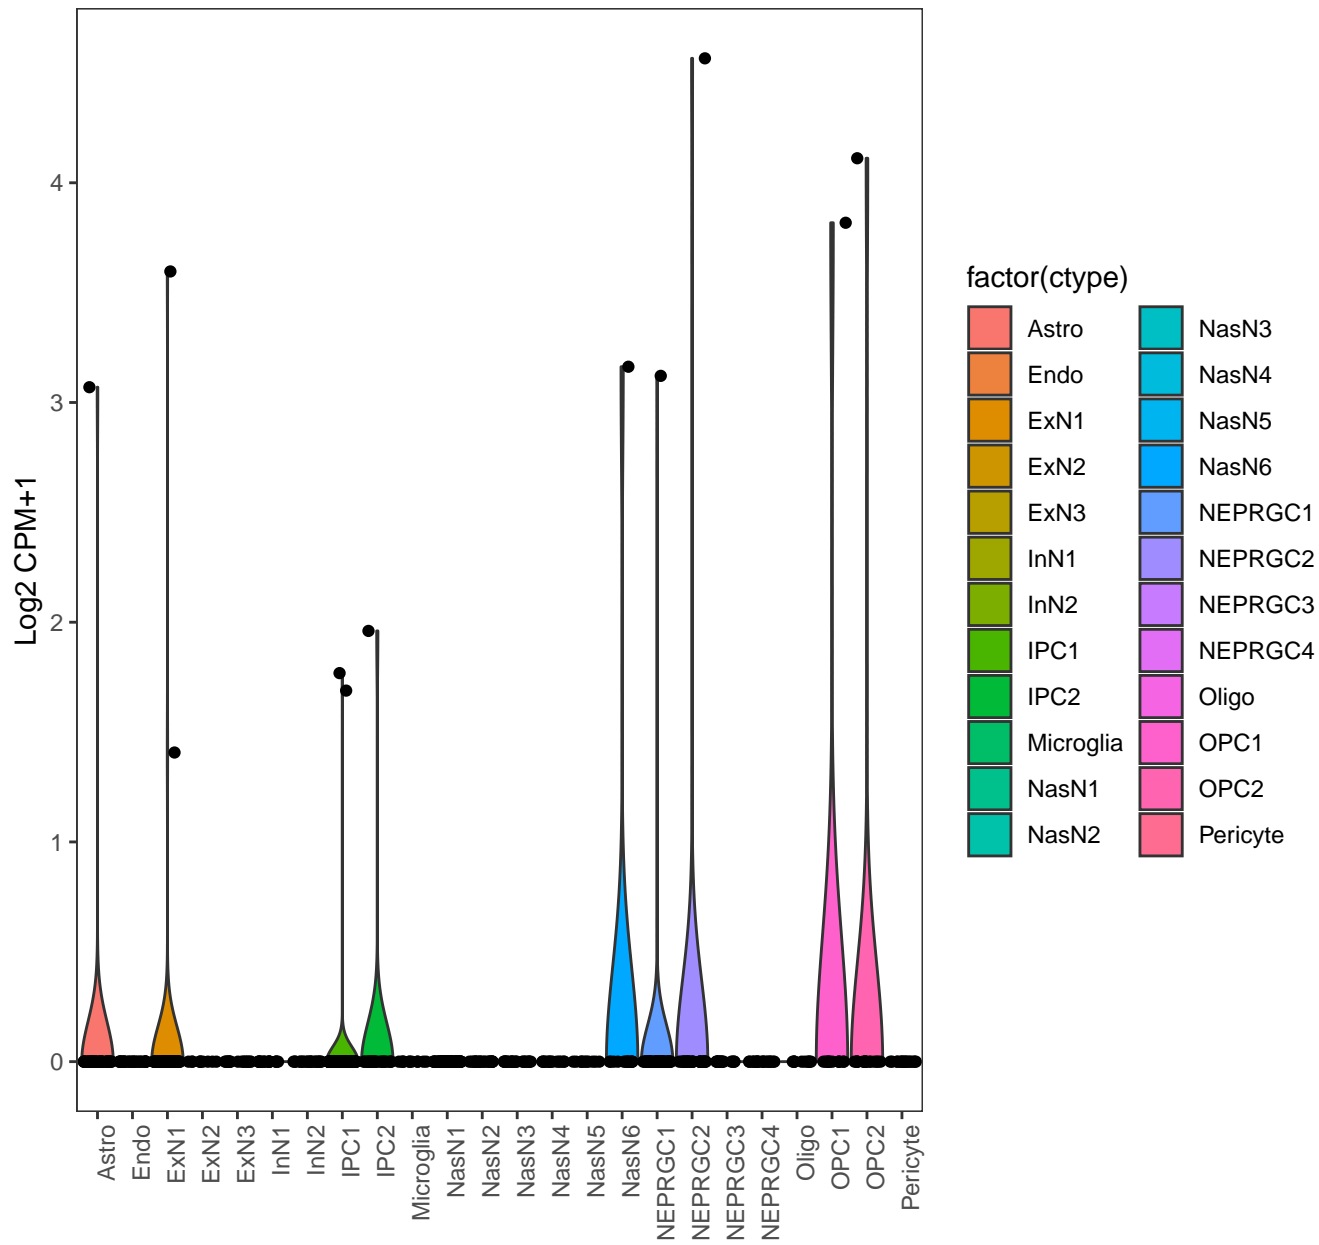 Log2 CPM+1
4
3
2
1
0
Astro
Endo
ExN1
ExN2
ExN3
InN1
InN2
IPC1
IPC2
Microglia
NasN1
NasN2
NasN3
NasN4
NasN5
NasN6
NEPRGC1
NEPRGC2
NEPRGC3
NEPRGC4
Oligo
OPC1
OPC2
Pericyte
factor(ctype)
Astro
Endo
ExN1
ExN2
ExN3
InN1
InN2
IPC1
IPC2
Microglia
NasN1
NasN2
NasN3
NasN4
NasN5
NasN6
NEPRGC1
NEPRGC2
NEPRGC3
NEPRGC4
Oligo
OPC1
OPC2
Pericyte